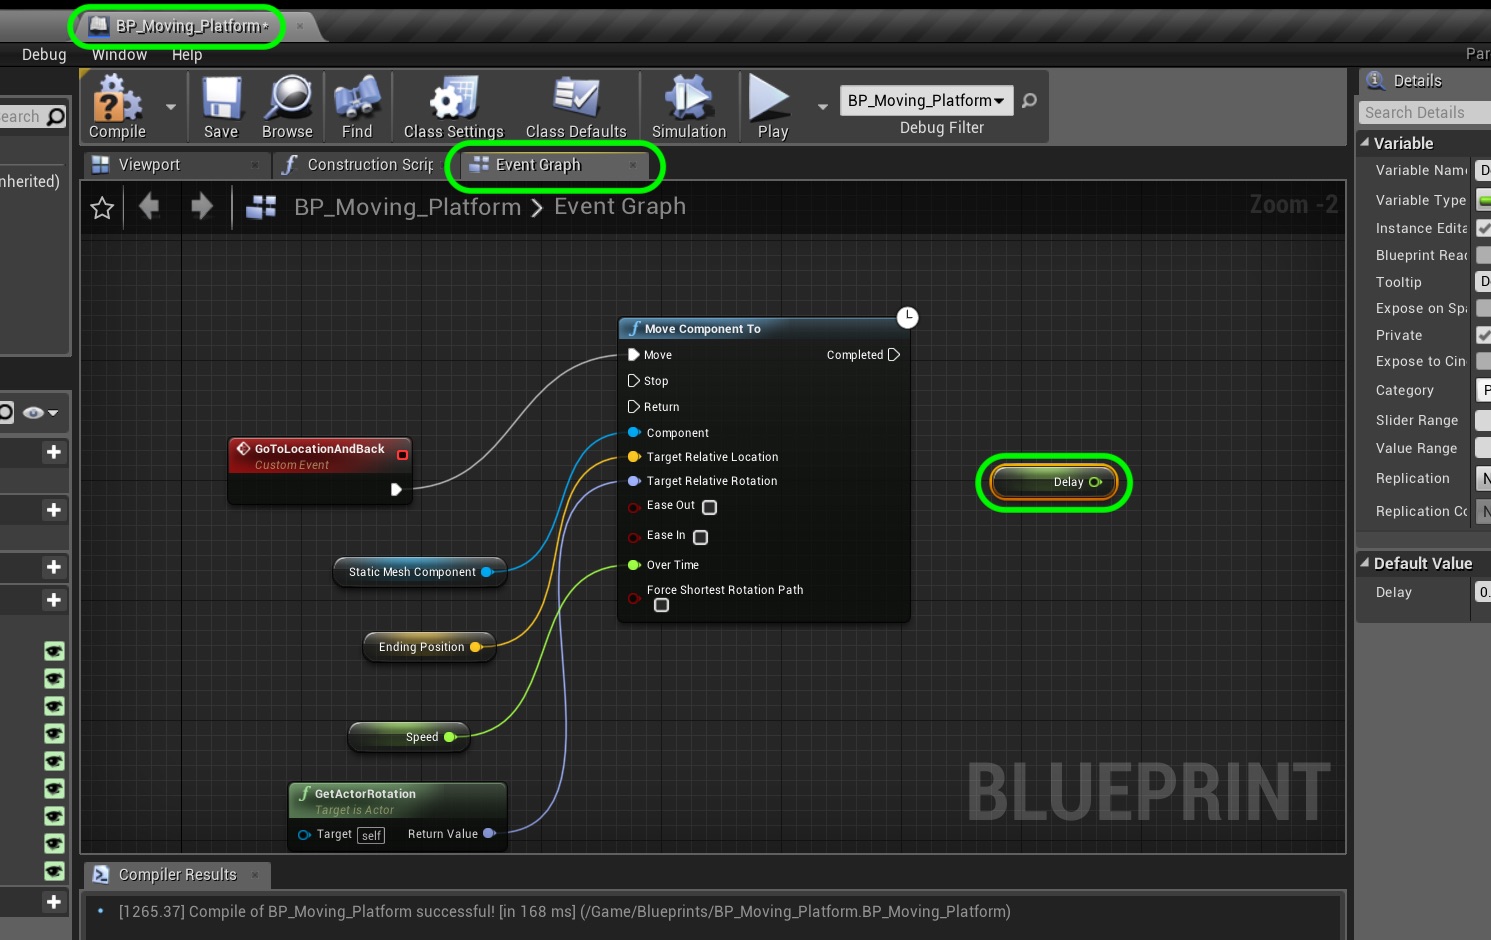 BP_Moving_Platform*
Debug Window Help
Par
Compile Save Browse Find Class Settings Class Defaults Simulation Play
BP_Moving_Platform
Debug Filter
Details
Search Details
Search
Viewport Construction Scrip Event Graph
nherited)
BP_Moving_Platform > Event Graph
Zoom -2
Variable
Variable Nam
Variable Type
Instance Edita
Blueprint Read
Tooltip
Expose on Spa
Private
Expose to Cin
Category
Slider Range
Value Range
Replication
Replication Co
Default Value
Delay 0.
Move Component To
Move Completed
Stop
Return
Component
Target Relative Location
Target Relative Rotation
Ease Out
Ease In
Over Time
Force Shortest Rotation Path
GoToLocationAndBack
Custom Event
Static Mesh Component
Ending Position
Speed
GetActorRotation
Target is Actor
Target self Return Value
Delay
BLUEPRINT
Compiler Results
[1265.37] Compile of BP_Moving_Platform successful! [in 168 ms] (/Game/Blueprints/BP_Moving_Platform.BP_Moving_Platform)